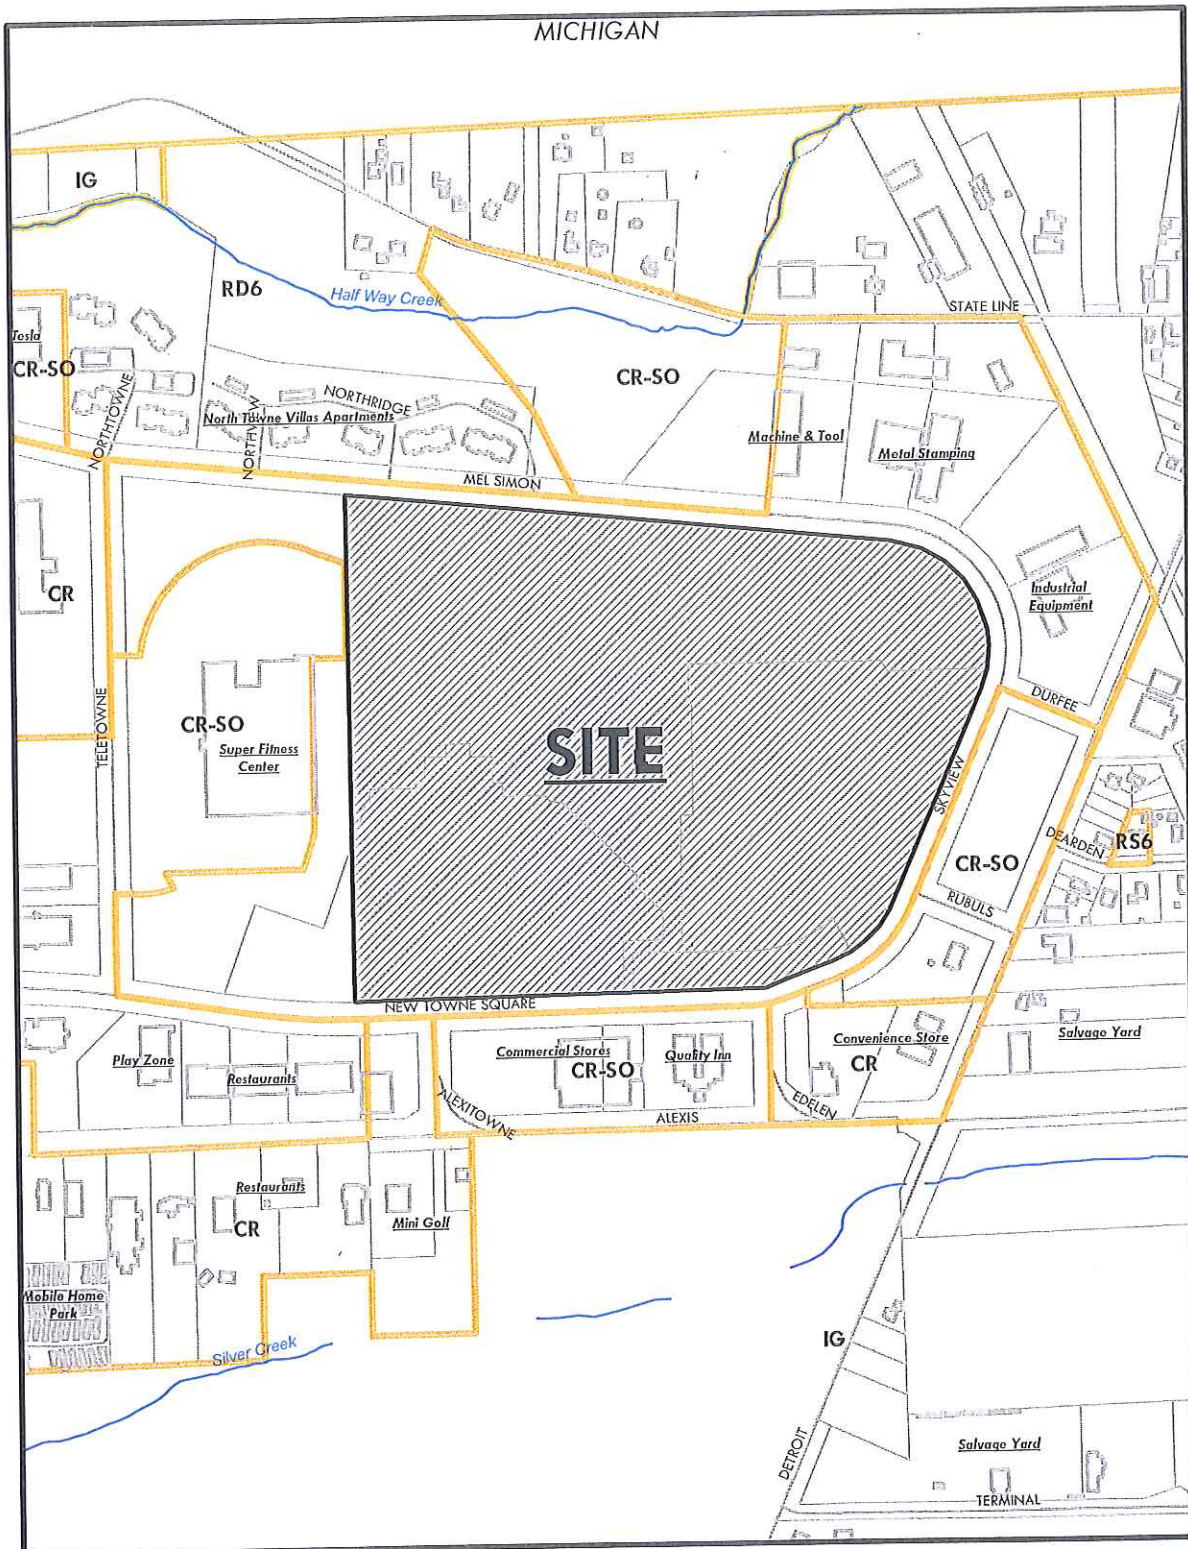 MICHIGAN
IG
RD6
Half Way Creek
STATE LINE
Tesla
CR-SO
CR-SO
NORTHTOWNE
NORTHRIDGE
North Towne Villas Apartments
NORTHVIEW
Machine & Tool
Metal Stamping
MEL SIMON
CR
Industrial
Equipment
DURFEE
TELETOWNE
CR-SO
Super Fitness
Center
SITE
SKYVIEW
DEARDEN
RS6
CR-SO
RUBULS
NEW TOWNE SQUARE
Play Zone
Restaurants
Commercial Stores
CR-SO
Quality Inn
Convenience Store
CR
Salvage Yard
ALEXITOWNE
ALEXIS
EDELEN
Restaurants
CR
Mini Golf
Mobile Home
Park
Silver Creek
IG
DETROIT
Salvage Yard
TERMINAL